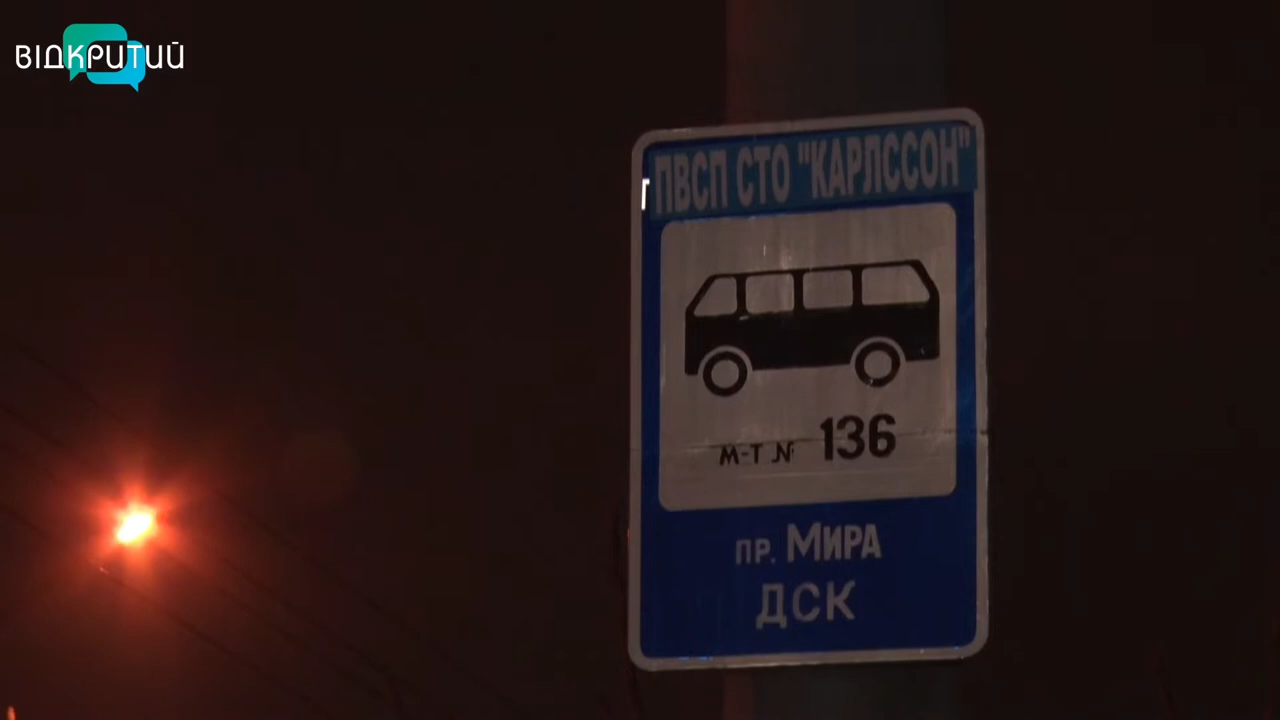 ВІДКРИТИЙ
ПВСП СТО "КАРЛССОН"
М-Т № 136
пр. Мира
ДСК